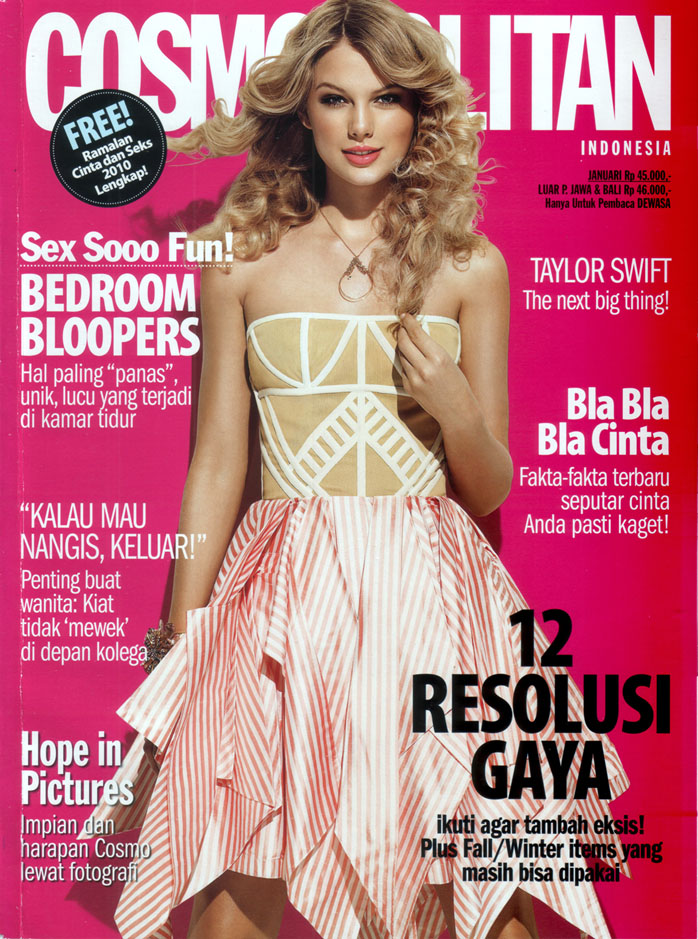 COSMOPOLITAN
INDONESIA
FREE!
Ramalan
Cinta dan Seks
2010
Lengkap!
JANUARI Rp 45.000,-
LUAR P. JAWA & BALI Rp 46.000,-
Hanya Untuk Pembaca DEWASA
Sex Sooo Fun!
BEDROOM
BLOOPERS
Hal paling “panas”,
unik, lucu yang terjadi
di kamar tidur
TAYLOR SWIFT
The next big thing!
Bla Bla
Bla Cinta
Fakta-fakta terbaru
seputar cinta
Anda pasti kaget!
“KALAU MAU
NANGIS, KELUAR!”
Penting buat
wanita: Kiat
tidak ‘mewek’
di depan kolega
12
RESOLUSI
GAYA
ikuti agar tambah eksis!
Plus Fall/Winter items yang
masih bisa dipakai
Hope in
Pictures
Impian dan
harapan Cosmo
lewat fotografi